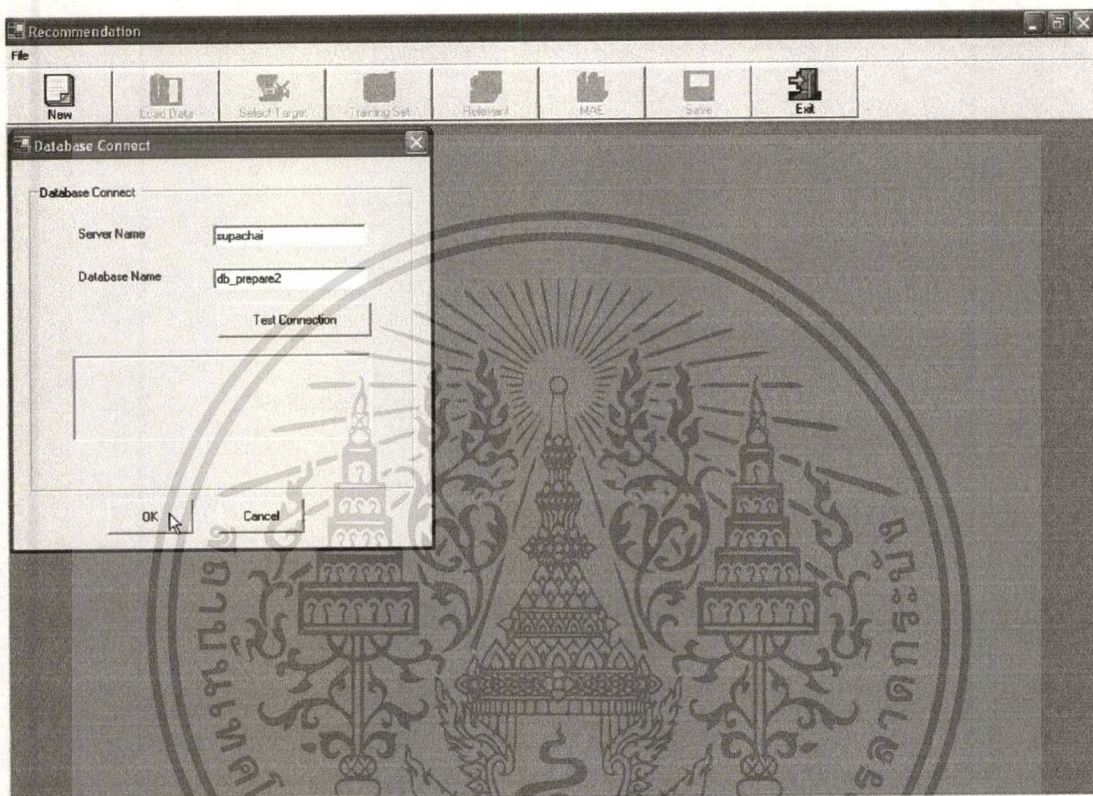 Recommendation
File
New
Load Data
Select Target
Training Set
Relevant
MAE
Save
Exit
Database Connect
Database Connect
Server Name
supachai
Database Name
db_prepare2
Test Connection
OK
Cancel